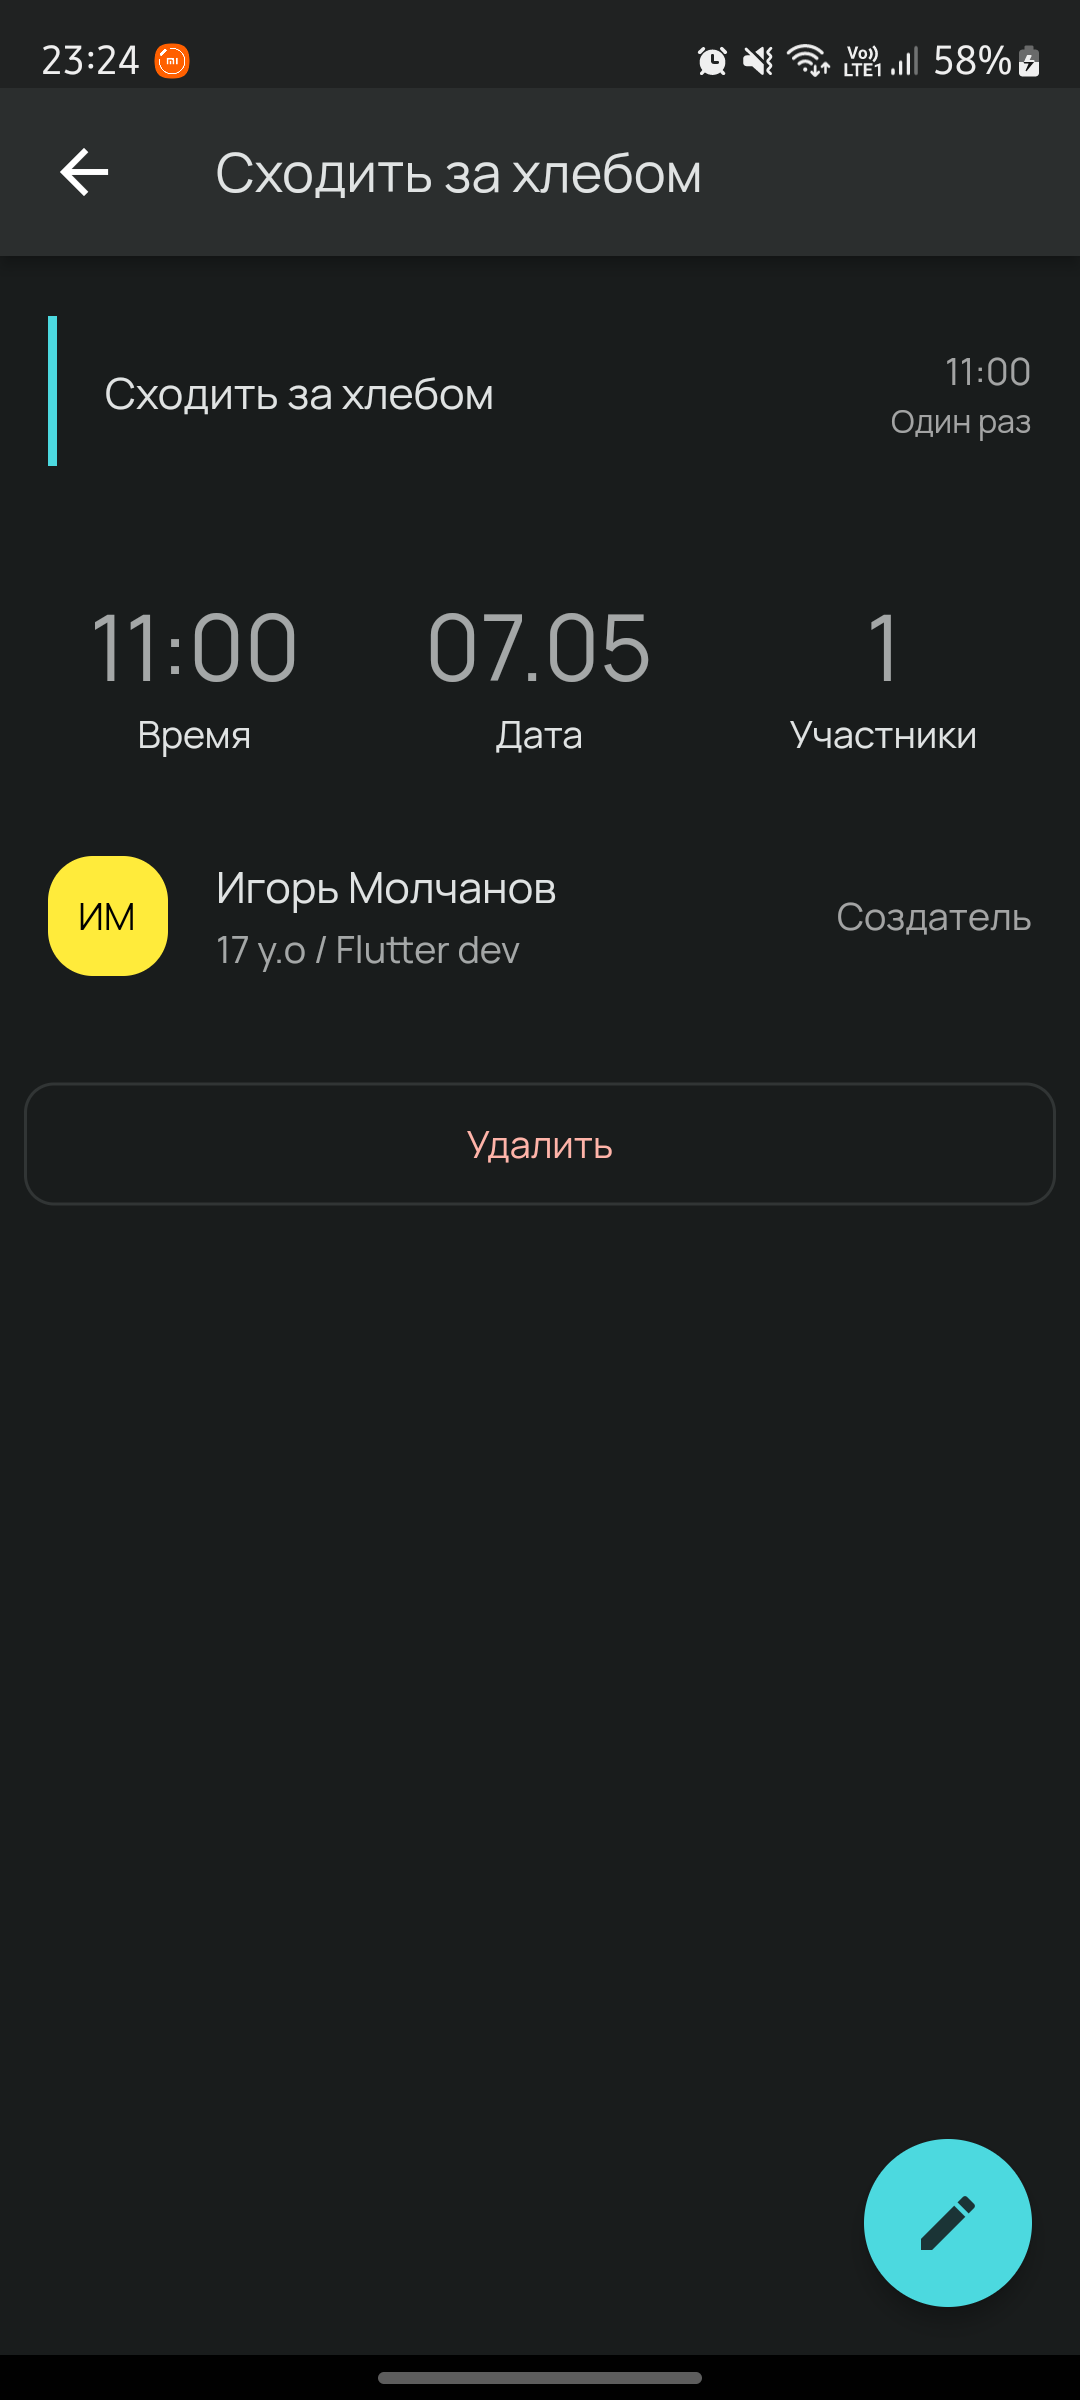 23:24
Vo)) LTE1 58%
Сходить за хлебом
Сходить за хлебом
11:00
Один раз
11:00 07.05 1
Время Дата Участники
ИМ
Игорь Молчанов
17 y.o / Flutter dev
Создатель
Удалить